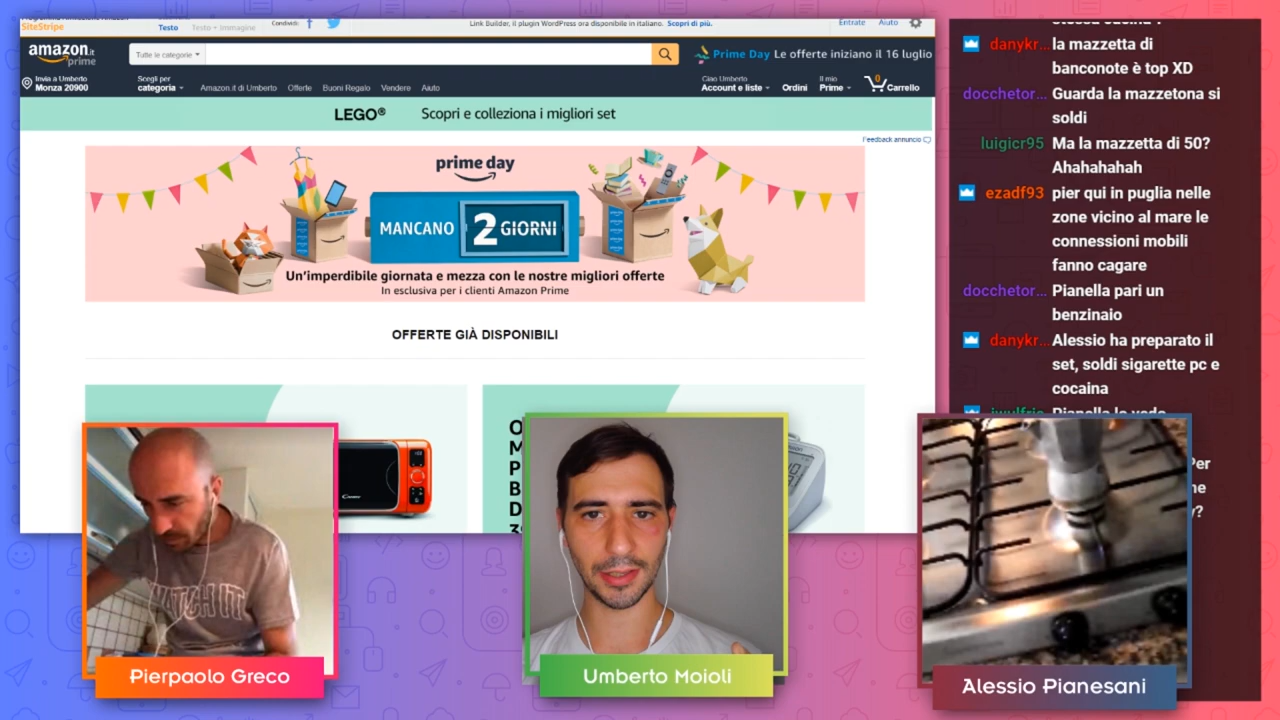 SiteStripe
Testo
Testo + Immagine
Condividi:
Link Builder, il plugin WordPress ora disponibile in italiano. Scopri di più.
Entrate
Aiuto
amazon.it
prime
Tutte le categorie
Prime Day Le offerte iniziano il 16 luglio
Invia a Umberto
Monza 20900
Scegli per
categoria
Amazon.it di Umberto
Offerte
Buoni Regalo
Vendere
Aiuto
Ciao Umberto
Account e liste
Ordini
Il mio
Prime
0
Carrello
LEGO® Scopri e colleziona i migliori set
Feedback annuncio
prime day
MANCANO 2 GIORNI
Un'imperdibile giornata e mezza con le nostre migliori offerte
In esclusiva per i clienti Amazon Prime
OFFERTE GIÀ DISPONIBILI
O
M
P
B
D
WATCH IT
Pierpaolo Greco
Umberto Moioli
Alessio Pianesani
danykr... la mazzetta di
banconote è top XD
docchetor... Guarda la mazzetona si
soldi
luigicr95 Ma la mazzetta di 50?
Ahahahahah
ezadf93 pier qui in puglia nelle
zone vicino al mare le
connessioni mobili
fanno cagare
docchetor... Pianella pari un
benzinaio
danykr... Alessio ha preparato il
set, soldi sigarette pc e
cocaina